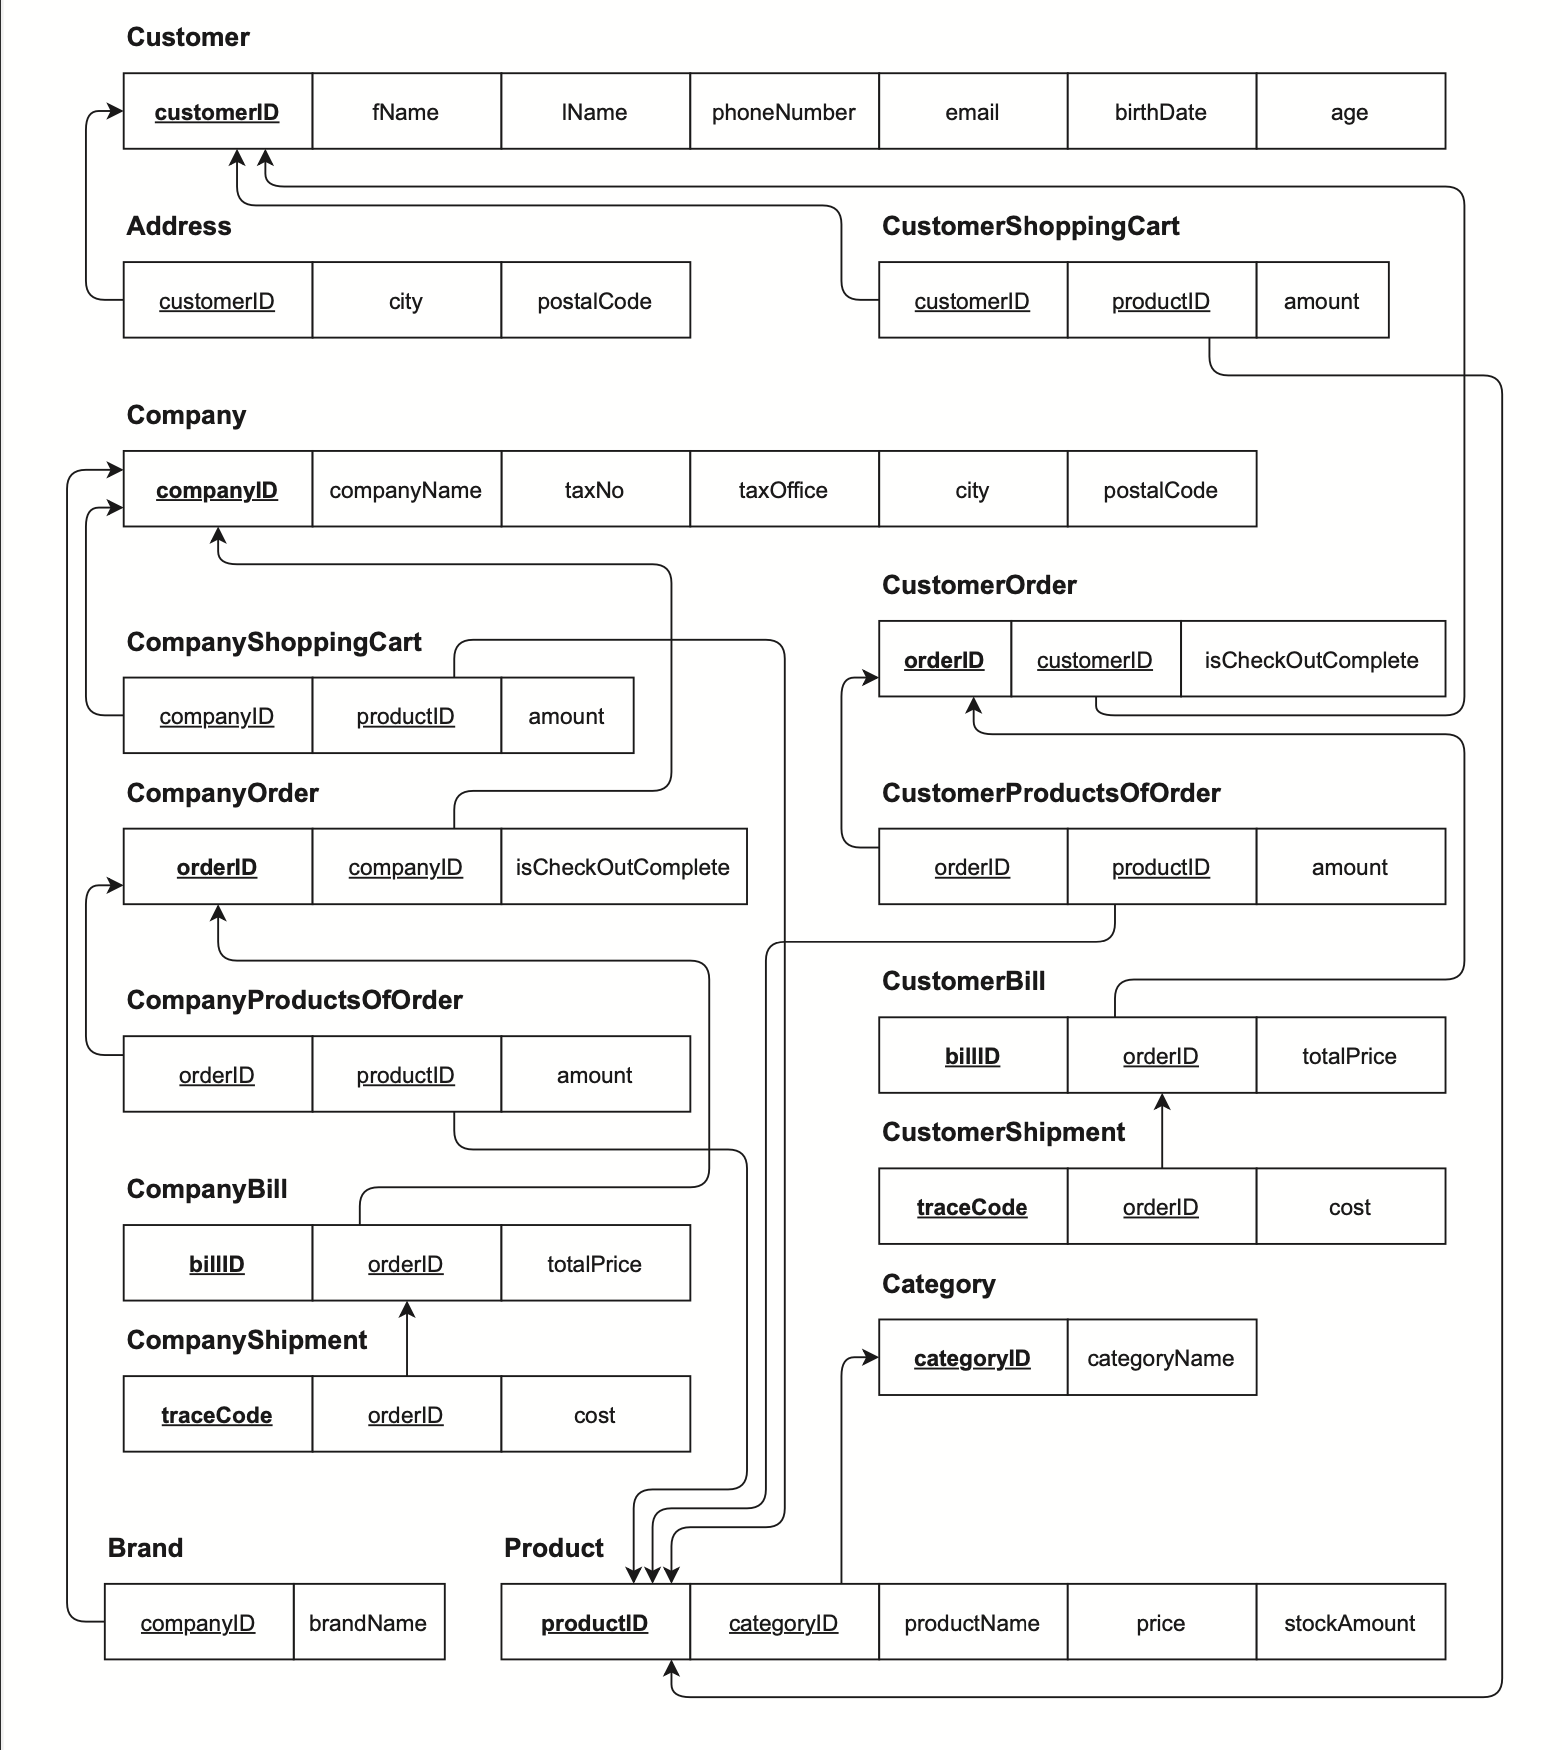 Customer
customerID fName lName phoneNumber email birthDate age
Address
customerID city postalCode
CustomerShoppingCart
customerID productID amount
Company
companyID companyName taxNo taxOffice city postalCode
CustomerOrder
orderID customerID isCheckOutComplete
CompanyShoppingCart
companyID productID amount
CompanyOrder
orderID companyID isCheckOutComplete
CustomerProductsOfOrder
orderID productID amount
CompanyProductsOfOrder
orderID productID amount
CustomerBill
billID orderID totalPrice
CustomerShipment
traceCode orderID cost
CompanyBill
billID orderID totalPrice
CompanyShipment
traceCode orderID cost
Category
categoryID categoryName
Brand
companyID brandName
Product
productID categoryID productName price stockAmount